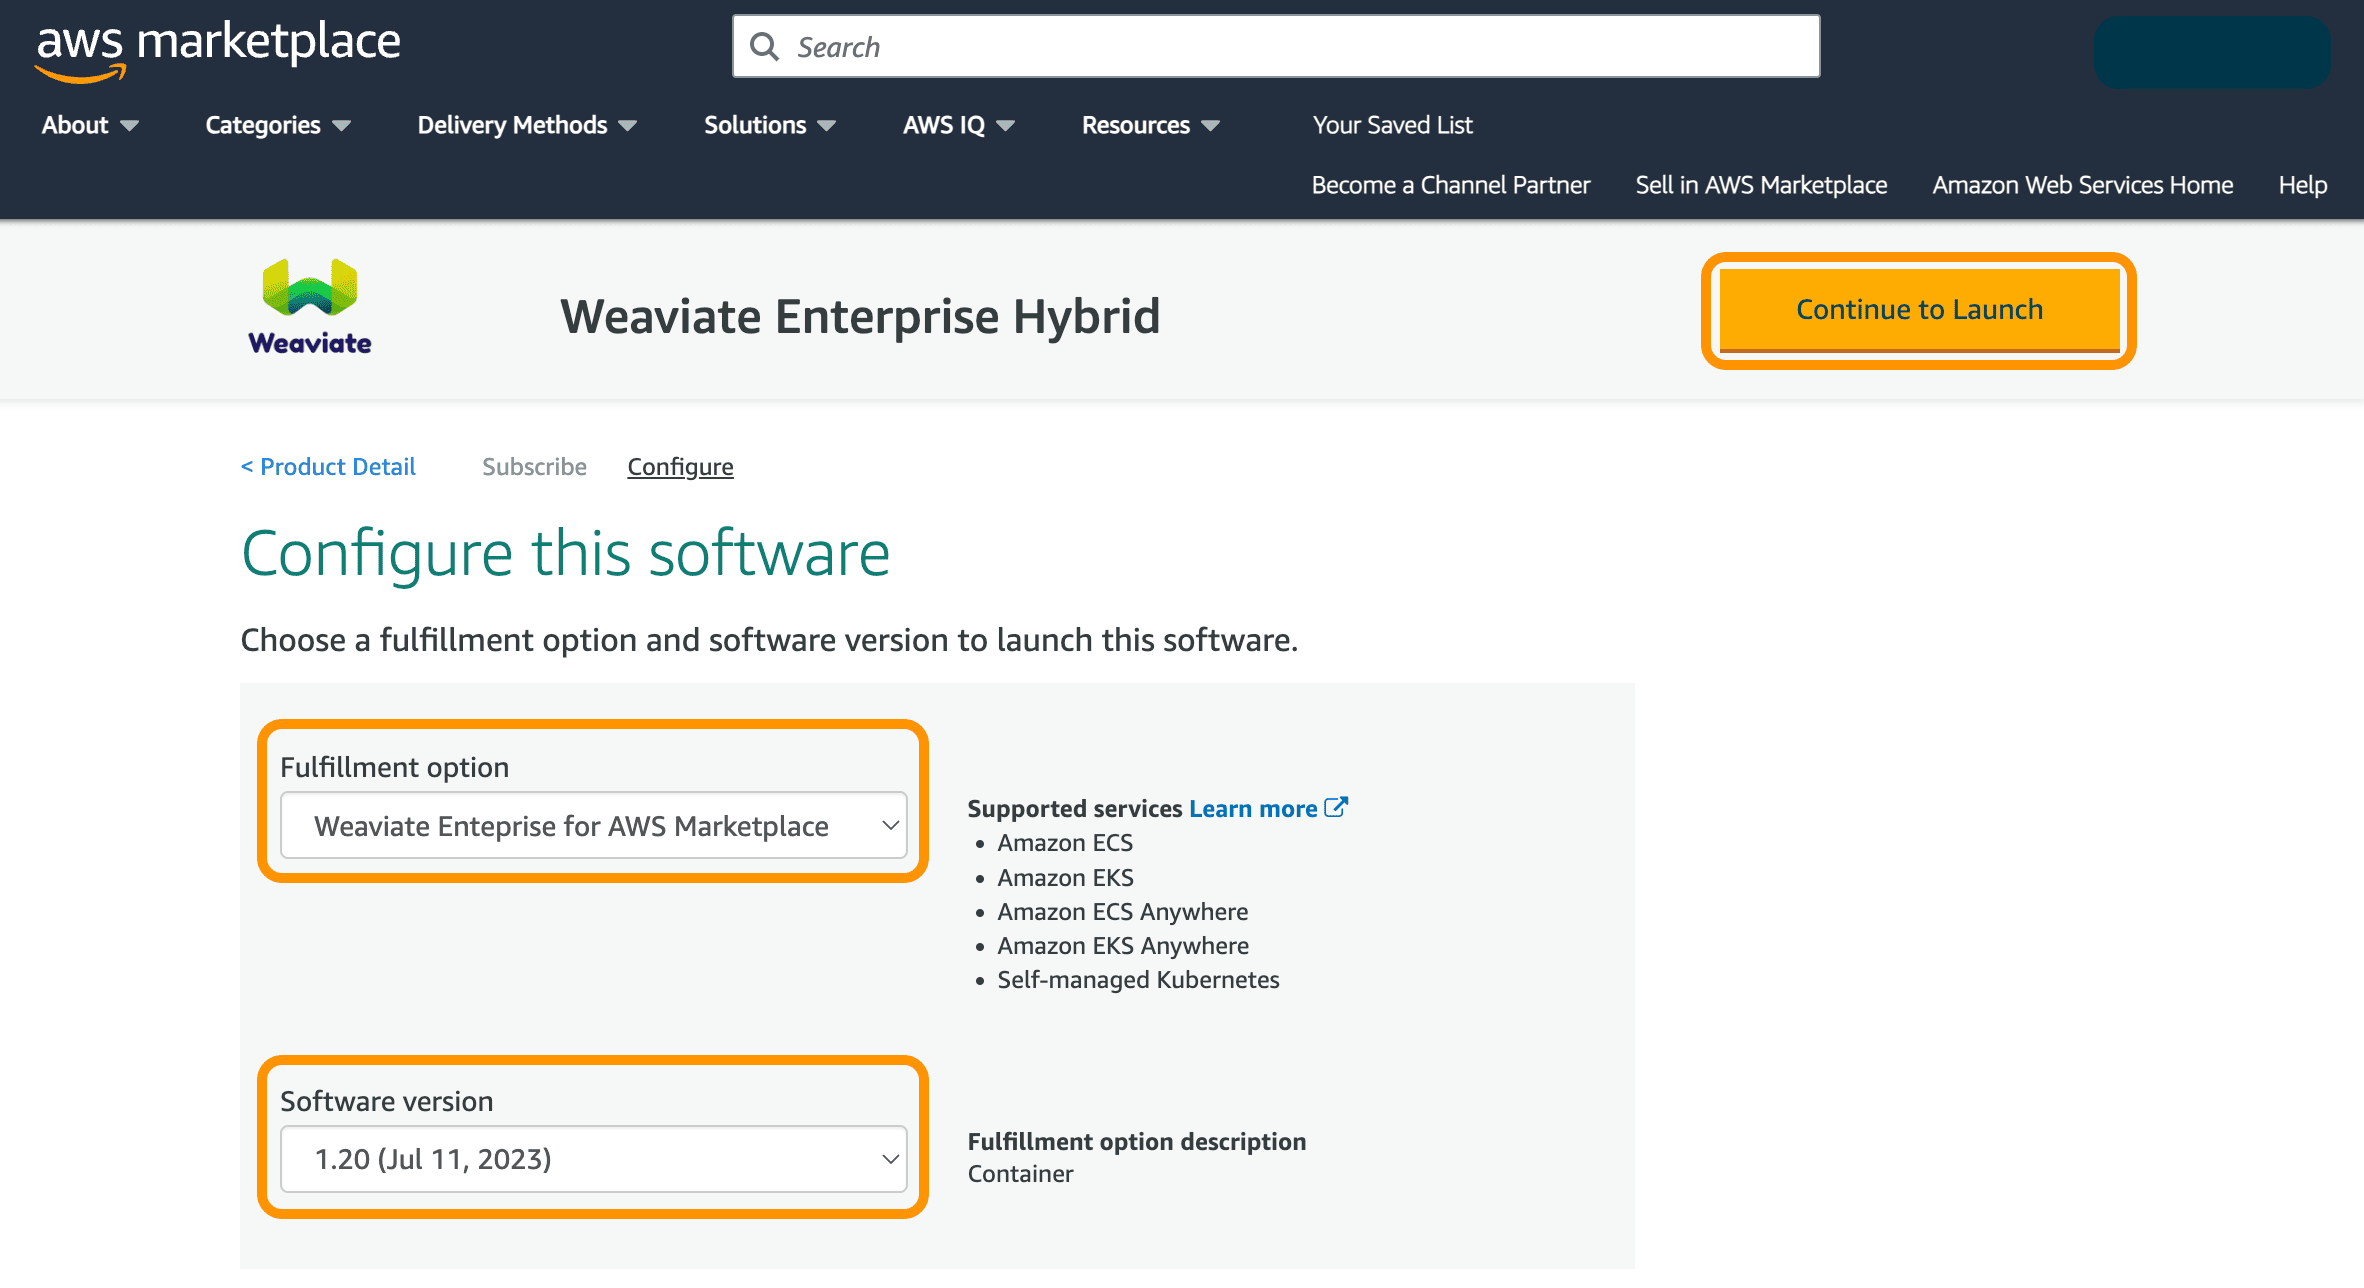 aws marketplace
Search
About
Categories
Delivery Methods
Solutions
AWS IQ
Resources
Your Saved List
Become a Channel Partner
Sell in AWS Marketplace
Amazon Web Services Home
Help
Weaviate
Weaviate Enterprise Hybrid
Continue to Launch
< Product Detail
Subscribe
Configure
Configure this software
Choose a fulfillment option and software version to launch this software.
Fulfillment option
Weaviate Enteprise for AWS Marketplace
Supported services Learn more
• Amazon ECS
• Amazon EKS
• Amazon ECS Anywhere
• Amazon EKS Anywhere
• Self-managed Kubernetes
Software version
1.20 (Jul 11, 2023)
Fulfillment option description
Container